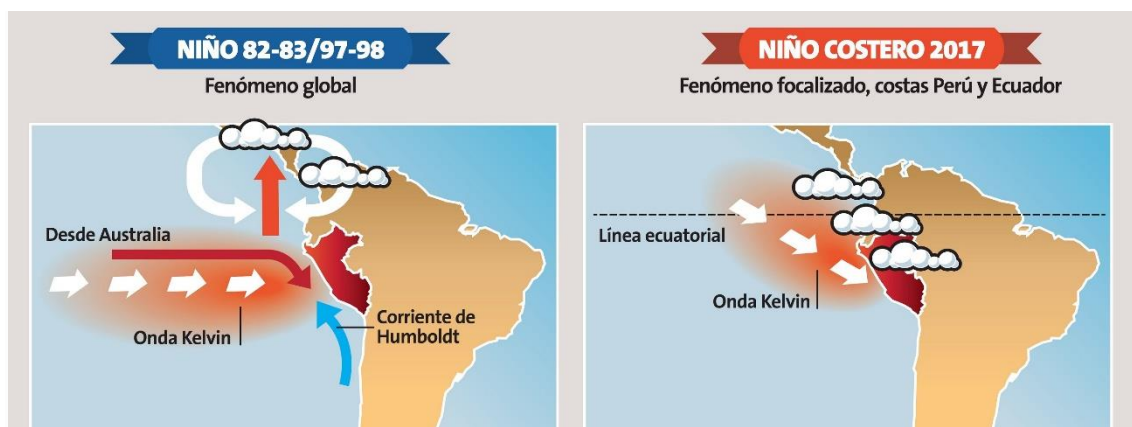 NIÑO 82-83/97-98
Fenómeno global
Desde Australia
Onda Kelvin
Corriente de
Humboldt
NIÑO COSTERO 2017
Fenómeno focalizado, costas Perú y Ecuador
Línea ecuatorial
Onda Kelvin